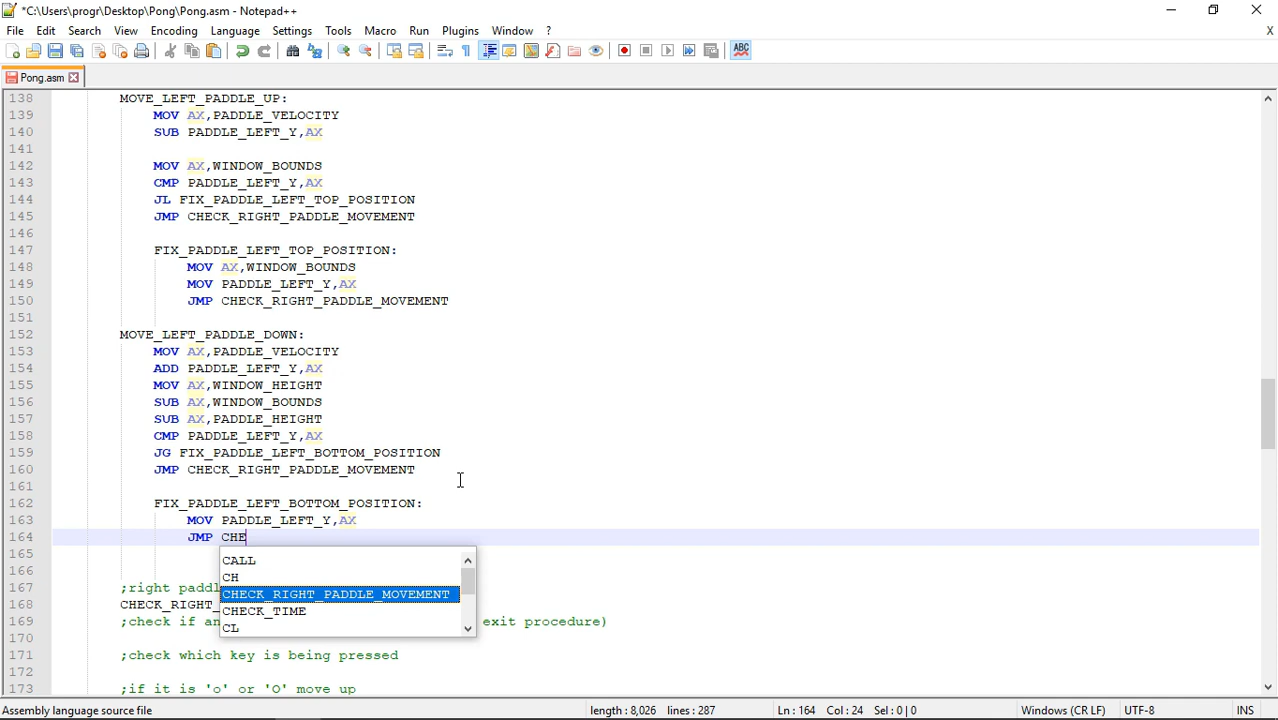 *C:\Users\progr\Desktop\Pong\Pong.asm - Notepad++
File Edit Search View Encoding Language Settings Tools Macro Run Plugins Window ? X
ABC
Pong.asm
138 MOVE_LEFT_PADDLE_UP:
139 MOV AX,PADDLE_VELOCITY
140 SUB PADDLE_LEFT_Y,AX
141
142 MOV AX,WINDOW_BOUNDS
143 CMP PADDLE_LEFT_Y,AX
144 JL FIX_PADDLE_LEFT_TOP_POSITION
145 JMP CHECK_RIGHT_PADDLE_MOVEMENT
146
147 FIX_PADDLE_LEFT_TOP_POSITION:
148 MOV AX,WINDOW_BOUNDS
149 MOV PADDLE_LEFT_Y,AX
150 JMP CHECK_RIGHT_PADDLE_MOVEMENT
151
152 MOVE_LEFT_PADDLE_DOWN:
153 MOV AX,PADDLE_VELOCITY
154 ADD PADDLE_LEFT_Y,AX
155 MOV AX,WINDOW_HEIGHT
156 SUB AX,WINDOW_BOUNDS
157 SUB AX,PADDLE_HEIGHT
158 CMP PADDLE_LEFT_Y,AX
159 JG FIX_PADDLE_LEFT_BOTTOM_POSITION
160 JMP CHECK_RIGHT_PADDLE_MOVEMENT
161
162 FIX_PADDLE_LEFT_BOTTOM_POSITION:
163 MOV PADDLE_LEFT_Y,AX
164 JMP CHE
165 CALL
166 CH
167 ;right paddl CHECK_RIGHT_PADDLE_MOVEMENT
168 CHECK_RIGHT_ CHECK_TIME
169 ;check if an CL exit procedure)
170
171 ;check which key is being pressed
172
173 ;if it is 'o' or 'O' move up
Assembly language source file length : 8,026 lines : 287 Ln : 164 Col : 24 Sel : 0 | 0 Windows (CR LF) UTF-8 INS